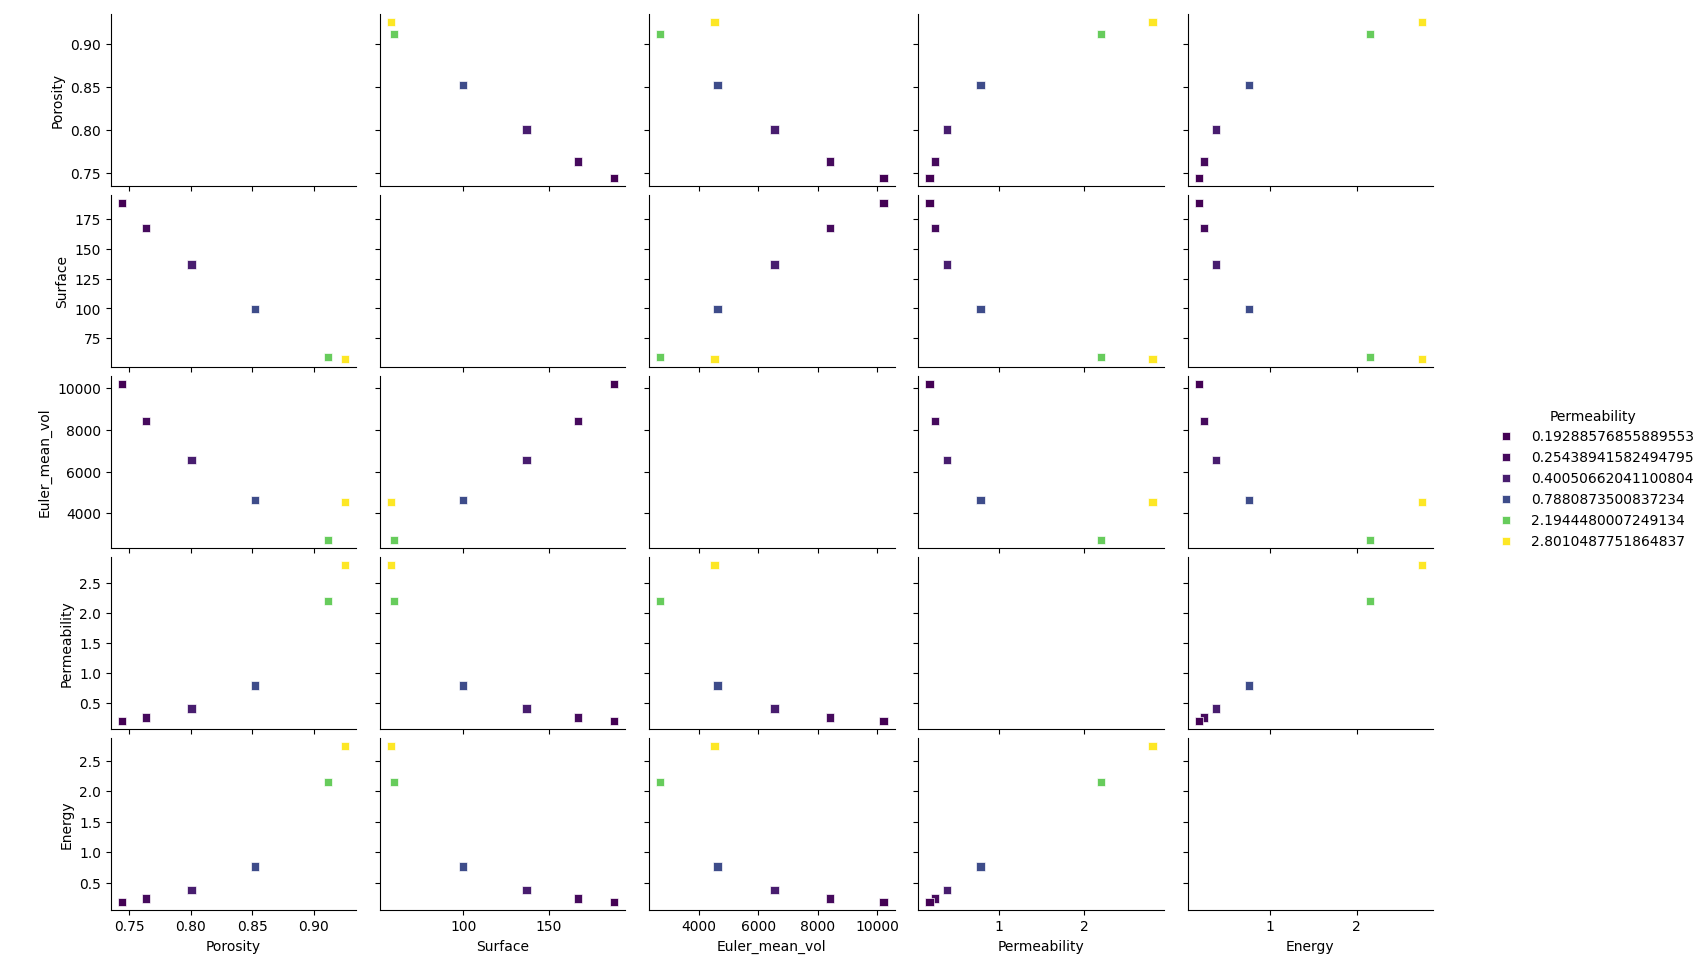 0.90
0.85
0.80
0.75
Porosity
175
150
125
100
75
Surface
10000
8000
6000
4000
Euler_mean_vol
2.5
2.0
1.5
1.0
0.5
Permeability
2.5
2.0
1.5
1.0
0.5
Energy
0.75 0.80 0.85 0.90
Porosity
100 150
Surface
4000 6000 8000 10000
Euler_mean_vol
1 2
Permeability
1 2
Energy
Permeability
0.19288576855889553
0.25438941582494795
0.40050662041100804
0.7880873500837234
2.1944480007249134
2.8010487751864837